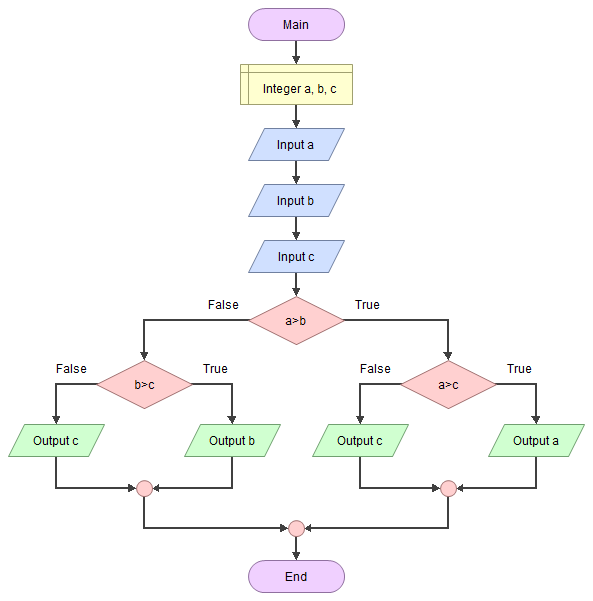 Main
Integer a, b, c
Input a
Input b
Input c
False
True
a>b
False
True
False
True
b>c
a>c
Output c
Output b
Output c
Output a
End